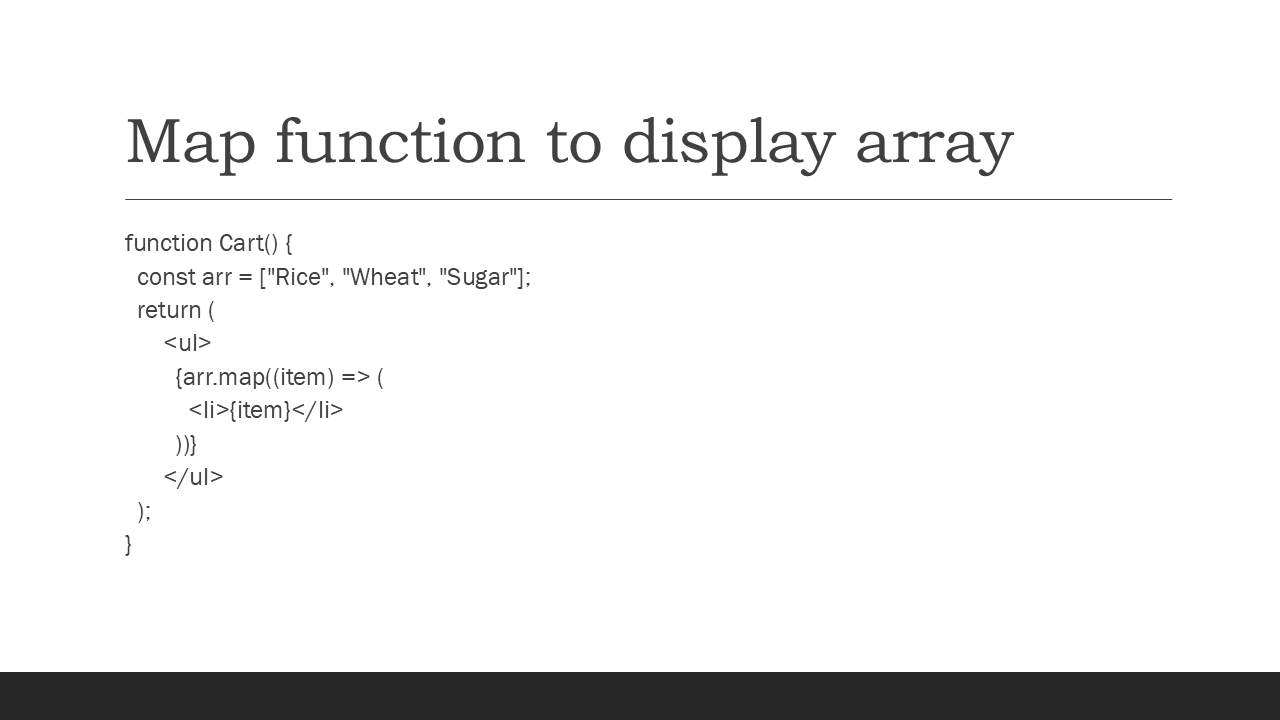 Map function to display array
function Cart() {
  const arr = ["Rice", "Wheat", "Sugar"];
  return (
      <ul>
        {arr.map((item) => (
          <li>{item}</li>
        ))}
      </ul>
  );
}